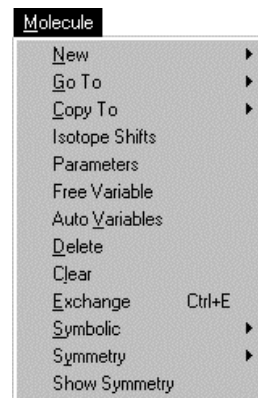 Molecule
New
Go To
Copy To
Isotope Shifts
Parameters
Free Variable
Auto Variables
Delete
Clear
Exchange Ctrl+E
Symbolic
Symmetry
Show Symmetry